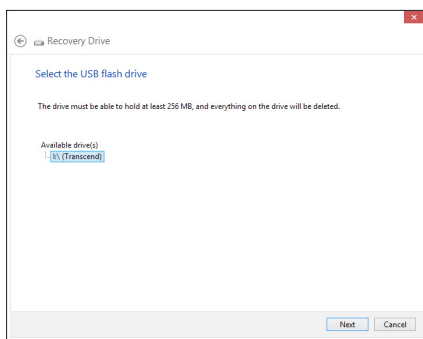 Recovery Drive
Select the USB flash drive
The drive must be able to hold at least 256 MB, and everything on the drive will be deleted.
Available drive(s)
I:\ (Transcend)
Next
Cancel